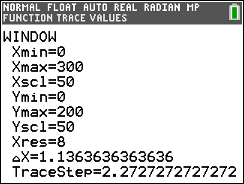 NORMAL FLOAT AUTO REAL RADIAN MP
FUNCTION TRACE VALUES
WINDOW
Xmin=0
Xmax=300
Xscl=50
Ymin=0
Ymax=200
Yscl=50
Xres=8
△X=1.1363636363636
TraceStep=2.2727272727272